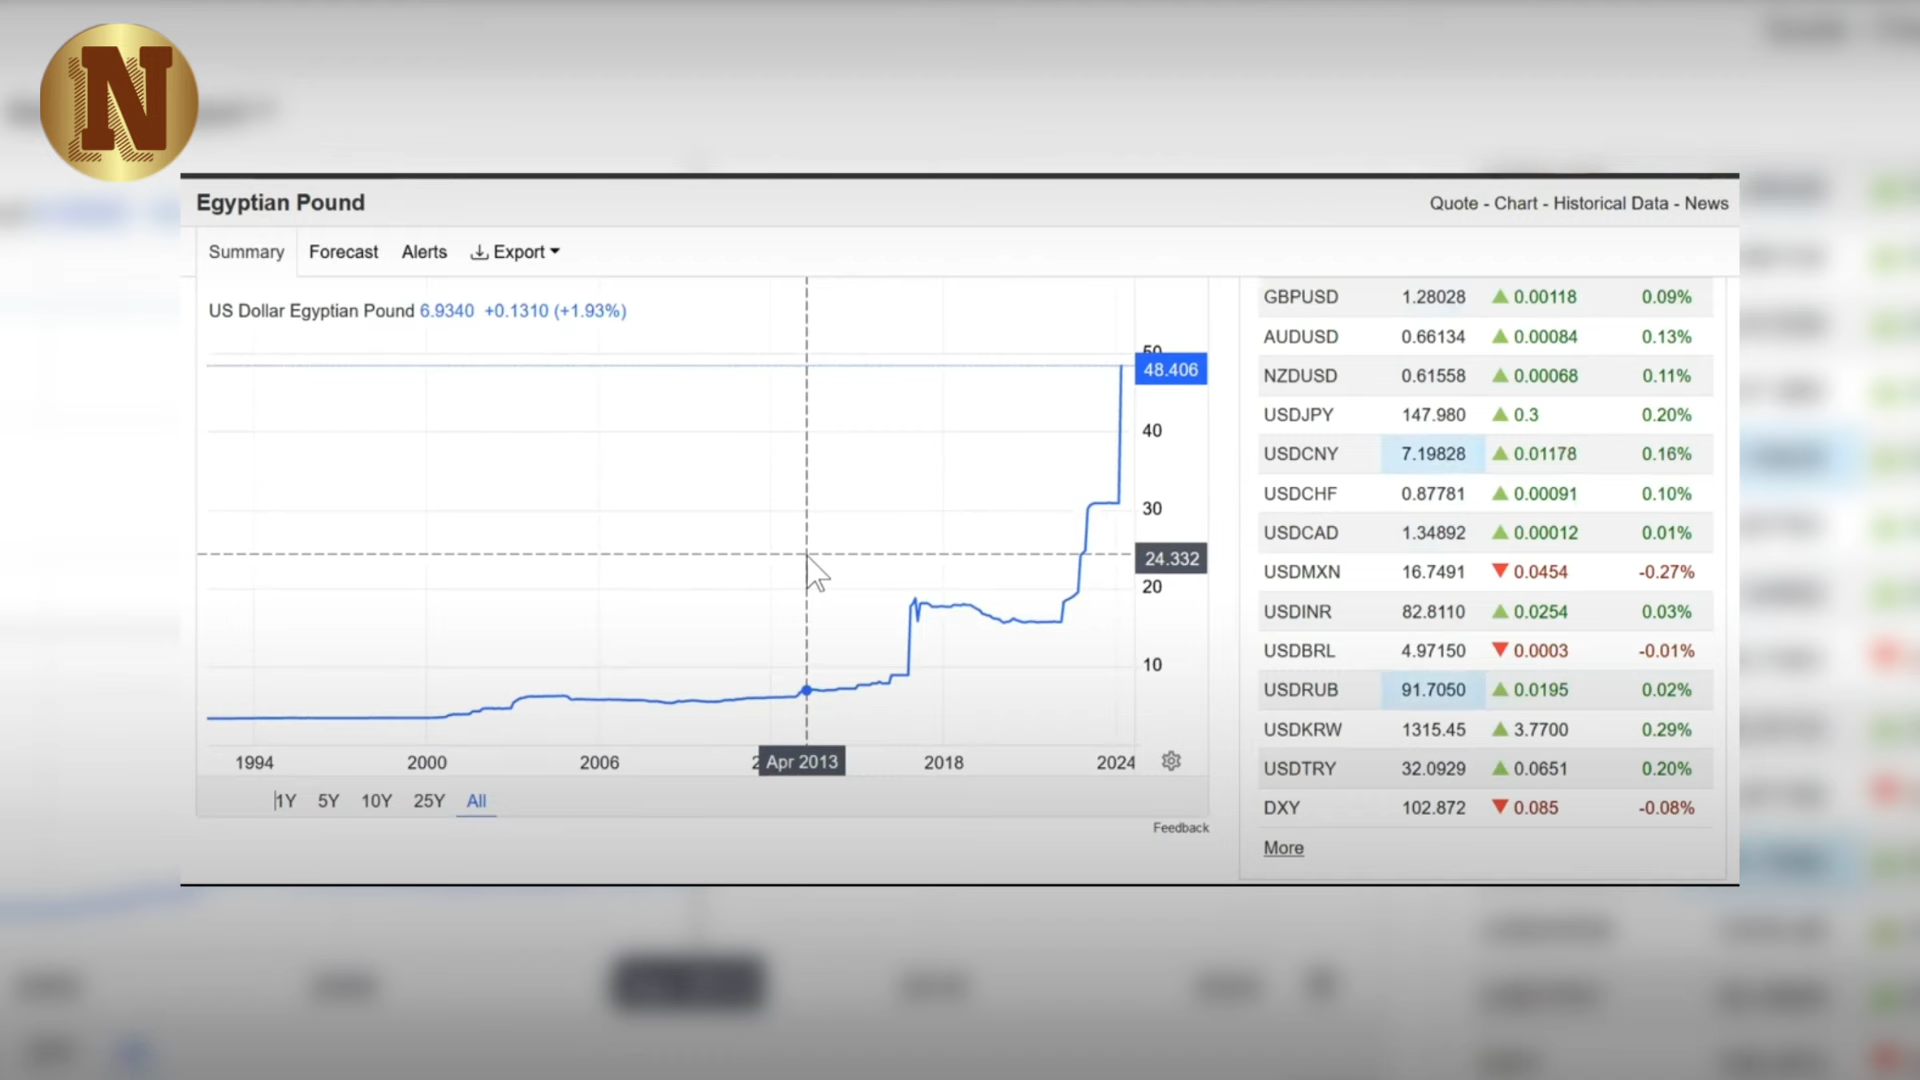 N
Egyptian Pound
Quote - Chart - Historical Data - News
Summary Forecast Alerts Export
US Dollar Egyptian Pound 6.9340 +0.1310 (+1.93%)
50
48.406
40
30
24.332
20
10
1994 2000 2006 2 Apr 2013 2018 2024
1Y 5Y 10Y 25Y All
Feedback
GBPUSD 1.28028 0.00118 0.09%
AUDUSD 0.66134 0.00084 0.13%
NZDUSD 0.61558 0.00068 0.11%
USDJPY 147.980 0.3 0.20%
USDCNY 7.19828 0.01178 0.16%
USDCHF 0.87781 0.00091 0.10%
USDCAD 1.34892 0.00012 0.01%
USDMXN 16.7491 0.0454 -0.27%
USDINR 82.8110 0.0254 0.03%
USDBRL 4.97150 0.0003 -0.01%
USDRUB 91.7050 0.0195 0.02%
USDKRW 1315.45 3.7700 0.29%
USDTRY 32.0929 0.0651 0.20%
DXY 102.872 0.085 -0.08%
More